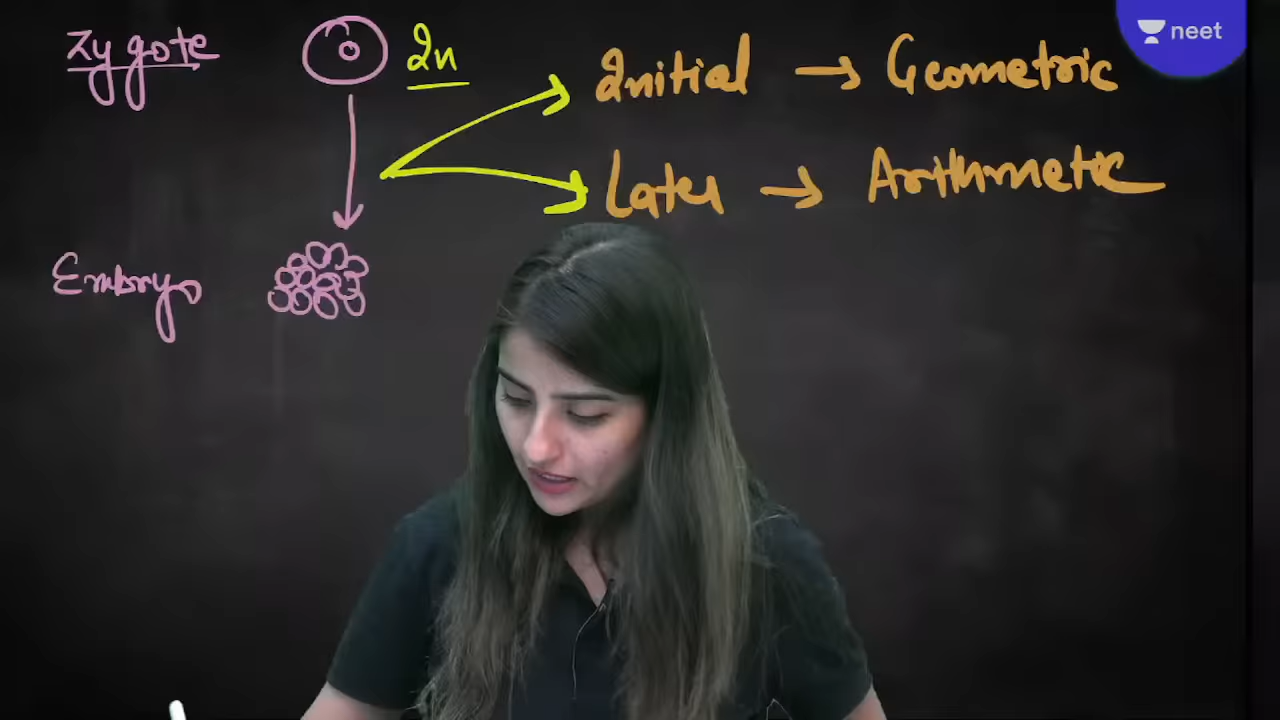 Zygote 2n Initial → Geometric
Later → Arithmetic
Embryo
neet